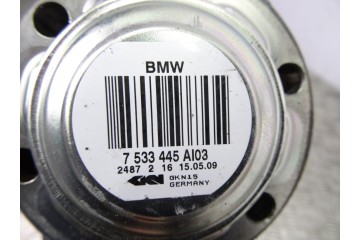 BMW
7 533 445 AI03
2487 2 16 15.05.09
GKN GKN15
GERMANY